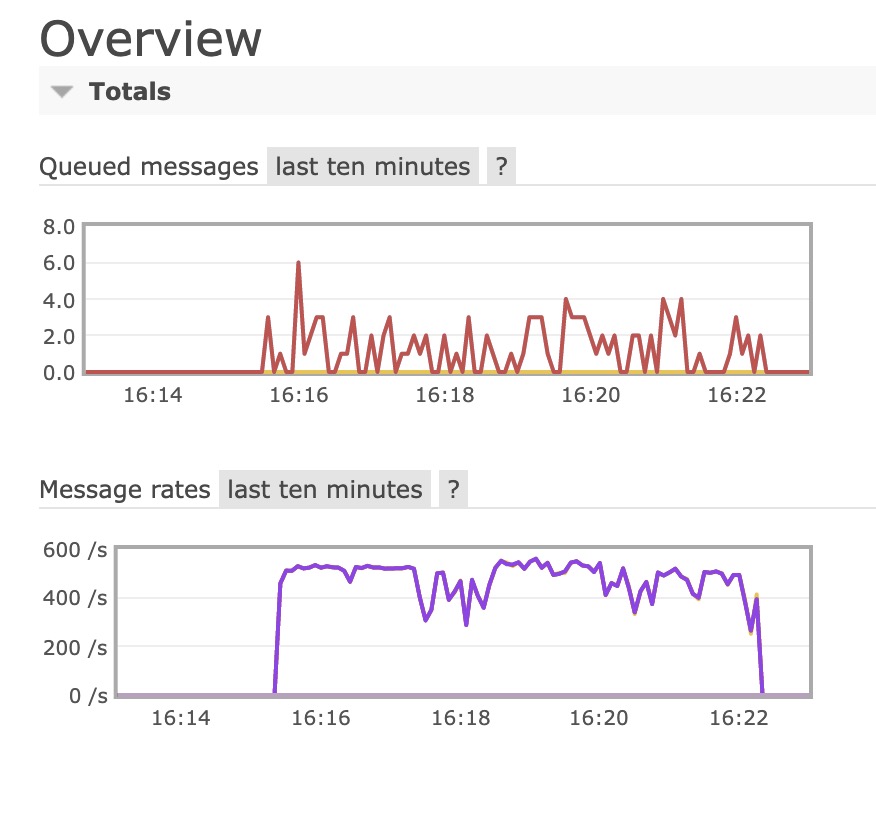 Overview
Totals
Queued messages last ten minutes ?
8.0
6.0
4.0
2.0
0.0
16:14 16:16 16:18 16:20 16:22
Message rates last ten minutes ?
600 /s
400 /s
200 /s
0 /s
16:14 16:16 16:18 16:20 16:22